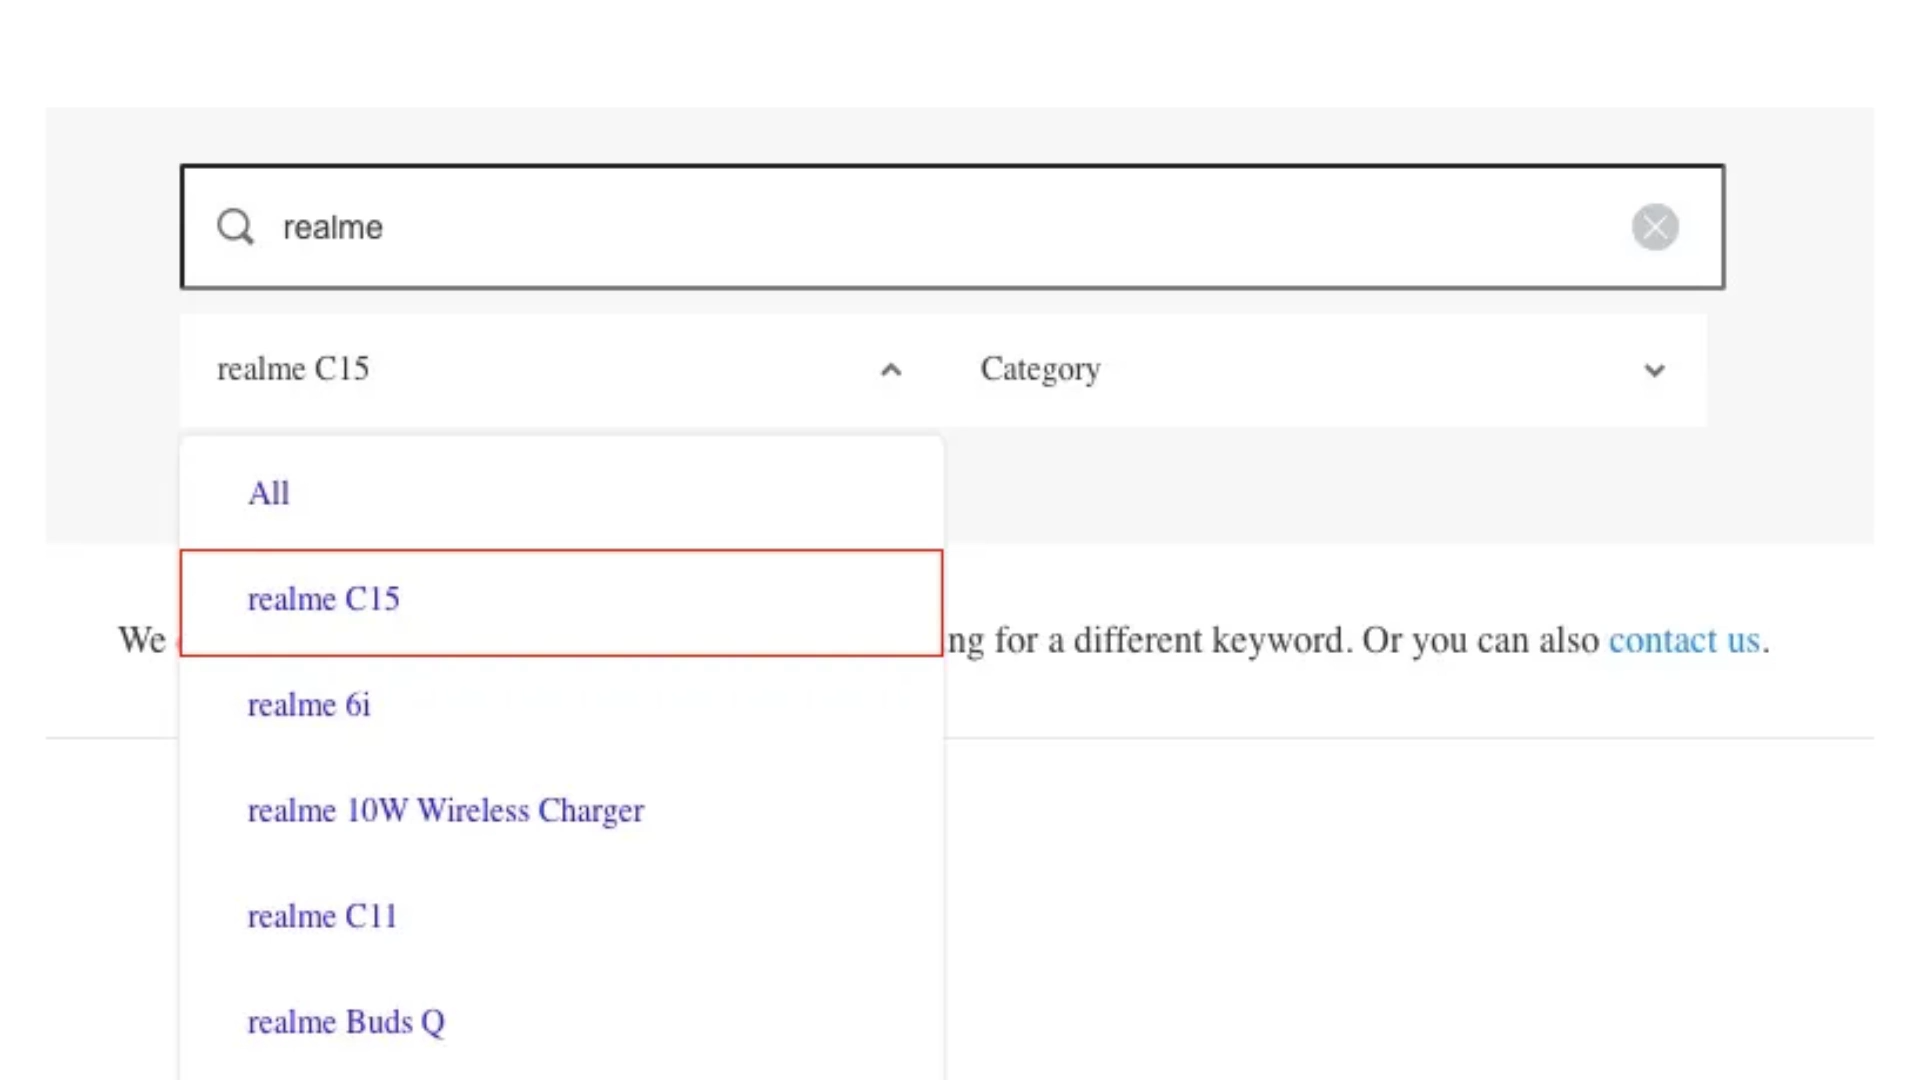 realme
realme C15
Category
All
realme C15
We
ng for a different keyword. Or you can also contact us.
realme 6i
realme 10W Wireless Charger
realme C11
realme Buds Q